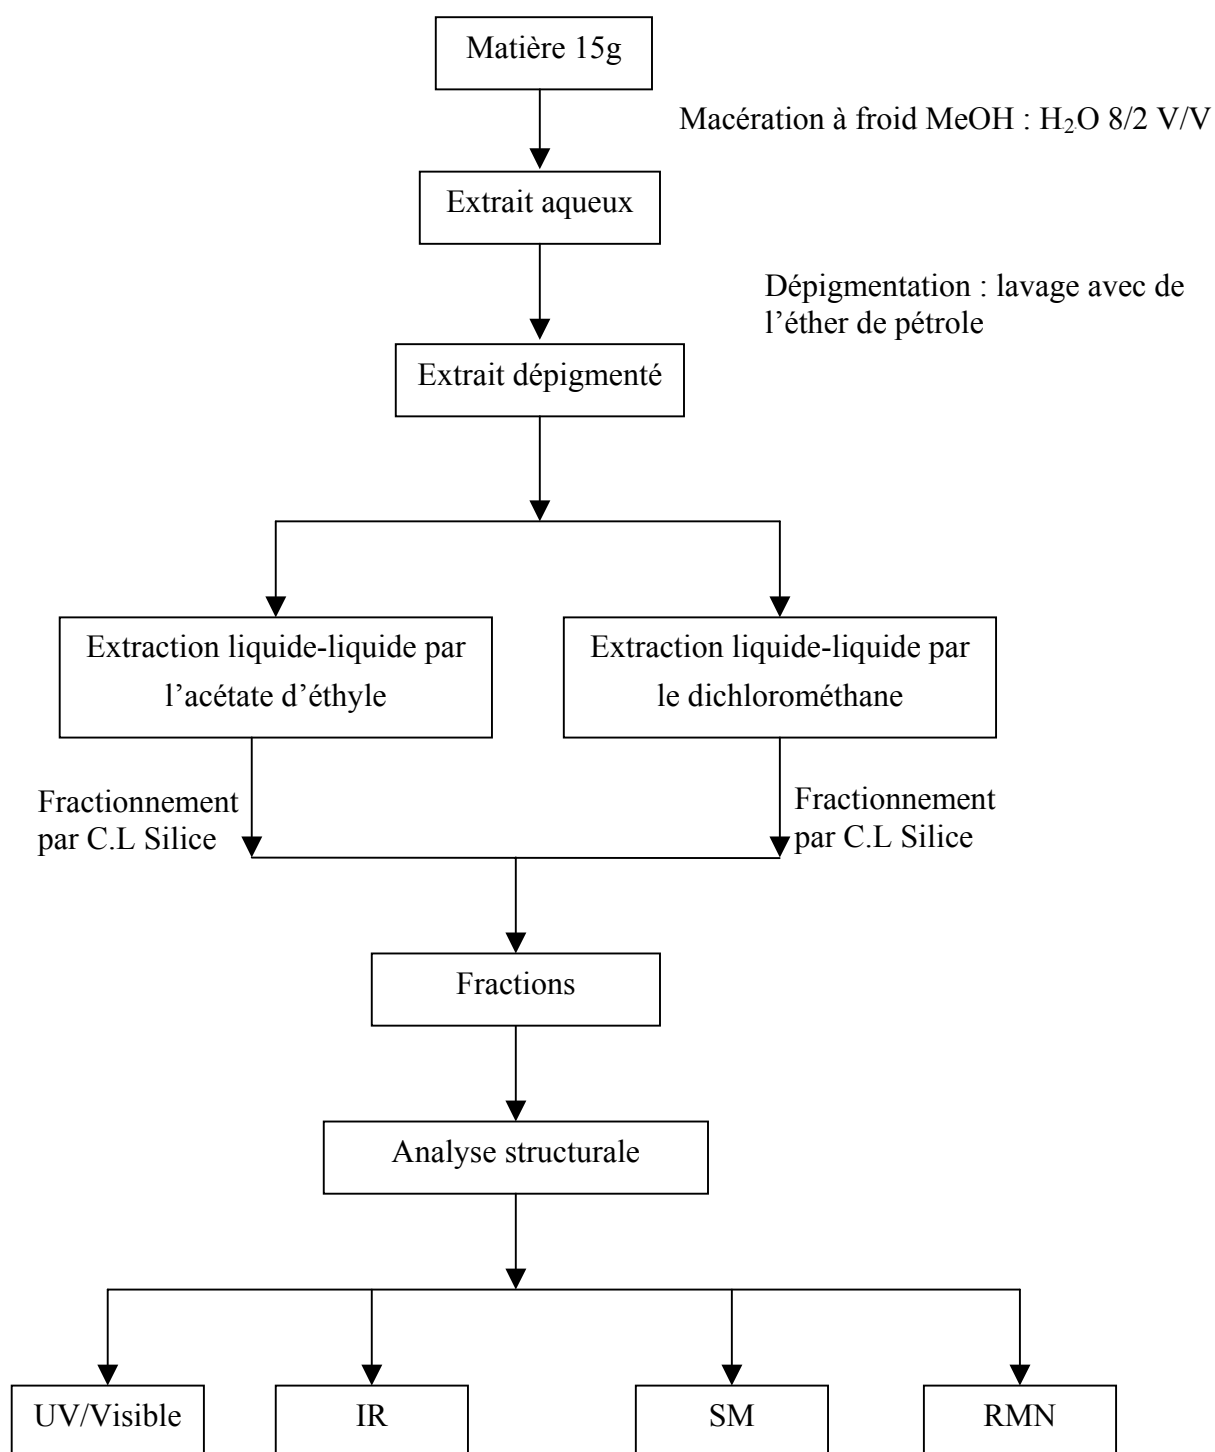 Matière 15g
Macération à froid MeOH : H₂O 8/2 V/V
Extrait aqueux
Dépigmentation : lavage avec de
l’éther de pétrole
Extrait dépigmenté
Extraction liquide-liquide par
l’acétate d’éthyle
Extraction liquide-liquide par
le dichlorométhane
Fractionnement
par C.L Silice
Fractionnement
par C.L Silice
Fractions
Analyse structurale
UV/Visible
IR
SM
RMN